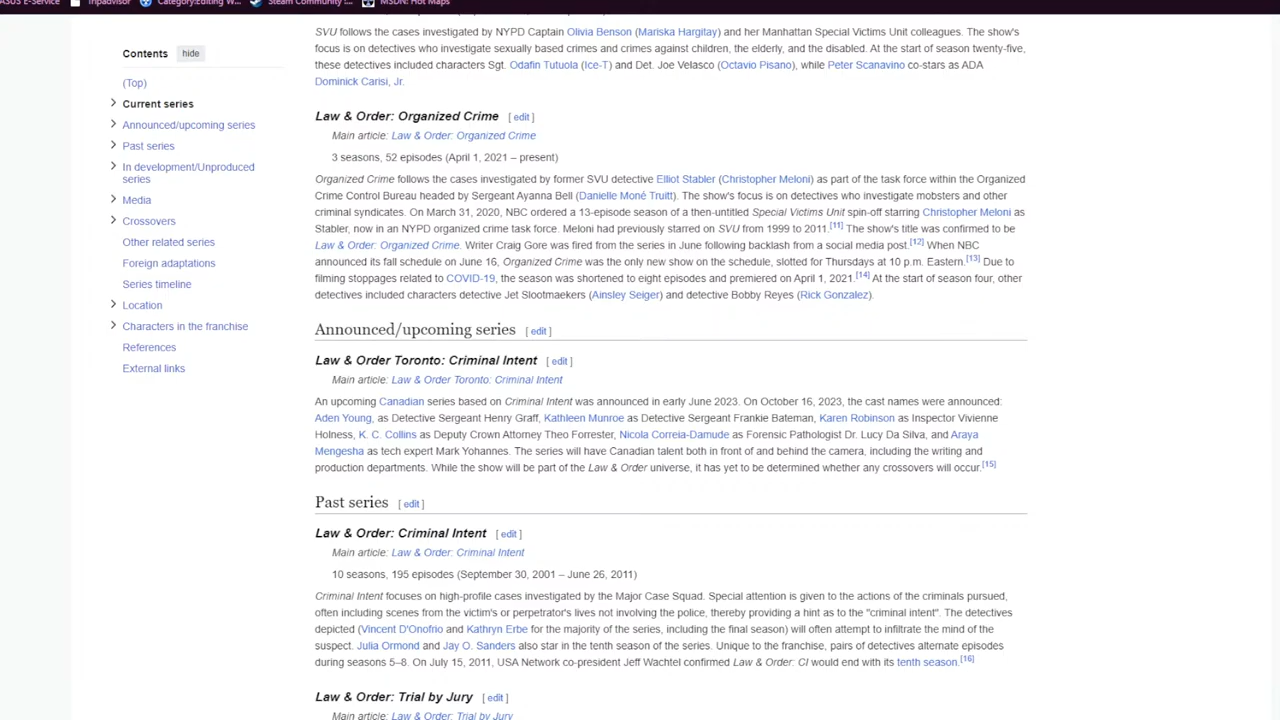 ASUS E-Service Tripadvisor Category:Editing W... Steam Community :... MSDN: Hot Maps
SVU follows the cases investigated by NYPD Captain Olivia Benson (Mariska Hargitay) and her Manhattan Special Victims Unit colleagues. The show's
focus is on detectives who investigate sexually based crimes and crimes against children, the elderly, and the disabled. At the start of season twenty-five,
these detectives included characters Sgt. Odafin Tutuola (Ice-T) and Det. Joe Velasco (Octavio Pisano), while Peter Scanavino co-stars as ADA
Dominick Carisi, Jr.
Contents hide
(Top)
Current series
Announced/upcoming series
Past series
In development/Unproduced
series
Media
Crossovers
Other related series
Foreign adaptations
Series timeline
Location
Characters in the franchise
References
External links
Law & Order: Organized Crime [ edit ]
Main article: Law & Order: Organized Crime
3 seasons, 52 episodes (April 1, 2021 – present)
Organized Crime follows the cases investigated by former SVU detective Elliot Stabler (Christopher Meloni) as part of the task force within the Organized
Crime Control Bureau headed by Sergeant Ayanna Bell (Danielle Moné Truitt). The show's focus is on detectives who investigate mobsters and other
criminal syndicates. On March 31, 2020, NBC ordered a 13-episode season of a then-untitled Special Victims Unit spin-off starring Christopher Meloni as
Stabler, now in an NYPD organized crime task force. Meloni had previously starred on SVU from 1999 to 2011.[11] The show's title was confirmed to be
Law & Order: Organized Crime. Writer Craig Gore was fired from the series in June following backlash from a social media post.[12] When NBC
announced its fall schedule on June 16, Organized Crime was the only new show on the schedule, slotted for Thursdays at 10 p.m. Eastern.[13] Due to
filming stoppages related to COVID-19, the season was shortened to eight episodes and premiered on April 1, 2021.[14] At the start of season four, other
detectives included characters detective Jet Slootmaekers (Ainsley Seiger) and detective Bobby Reyes (Rick Gonzalez).
Announced/upcoming series [ edit ]
Law & Order Toronto: Criminal Intent [ edit ]
Main article: Law & Order Toronto: Criminal Intent
An upcoming Canadian series based on Criminal Intent was announced in early June 2023. On October 16, 2023, the cast names were announced:
Aden Young, as Detective Sergeant Henry Graff, Kathleen Munroe as Detective Sergeant Frankie Bateman, Karen Robinson as Inspector Vivienne
Holness, K. C. Collins as Deputy Crown Attorney Theo Forrester, Nicola Correia-Damude as Forensic Pathologist Dr. Lucy Da Silva, and Araya
Mengesha as tech expert Mark Yohannes. The series will have Canadian talent both in front of and behind the camera, including the writing and
production departments. While the show will be part of the Law & Order universe, it has yet to be determined whether any crossovers will occur.[15]
Past series [ edit ]
Law & Order: Criminal Intent [ edit ]
Main article: Law & Order: Criminal Intent
10 seasons, 195 episodes (September 30, 2001 – June 26, 2011)
Criminal Intent focuses on high-profile cases investigated by the Major Case Squad. Special attention is given to the actions of the criminals pursued,
often including scenes from the victim's or perpetrator's lives not involving the police, thereby providing a hint as to the "criminal intent". The detectives
depicted (Vincent D'Onofrio and Kathryn Erbe for the majority of the series, including the final season) will often attempt to infiltrate the mind of the
suspect. Julia Ormond and Jay O. Sanders also star in the tenth season of the series. Unique to the franchise, pairs of detectives alternate episodes
during seasons 5–8. On July 15, 2011, USA Network co-president Jeff Wachtel confirmed Law & Order: CI would end with its tenth season.[16]
Law & Order: Trial by Jury [ edit ]
Main article: Law & Order: Trial by Jury